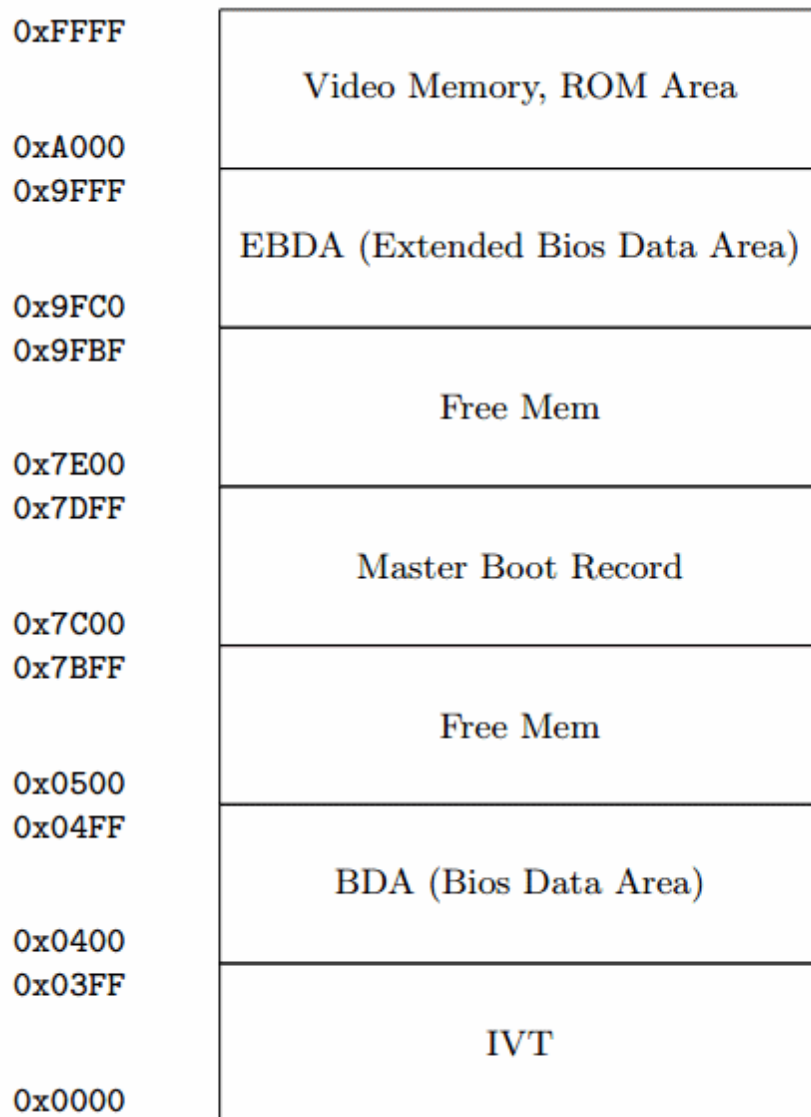 0xFFFF
Video Memory, ROM Area
0xA000
0x9FFF
EBDA (Extended Bios Data Area)
0x9FC0
0x9FBF
Free Mem
0x7E00
0x7DFF
Master Boot Record
0x7C00
0x7BFF
Free Mem
0x0500
0x04FF
BDA (Bios Data Area)
0x0400
0x03FF
IVT
0x0000